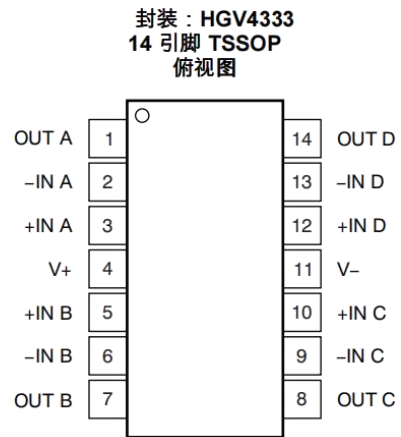 封装：HGV4333
14 引脚 TSSOP
俯视图
OUT A 1 14 OUT D
−IN A 2 13 −IN D
+IN A 3 12 +IN D
V+ 4 11 V−
+IN B 5 10 +IN C
−IN B 6 9 −IN C
OUT B 7 8 OUT C